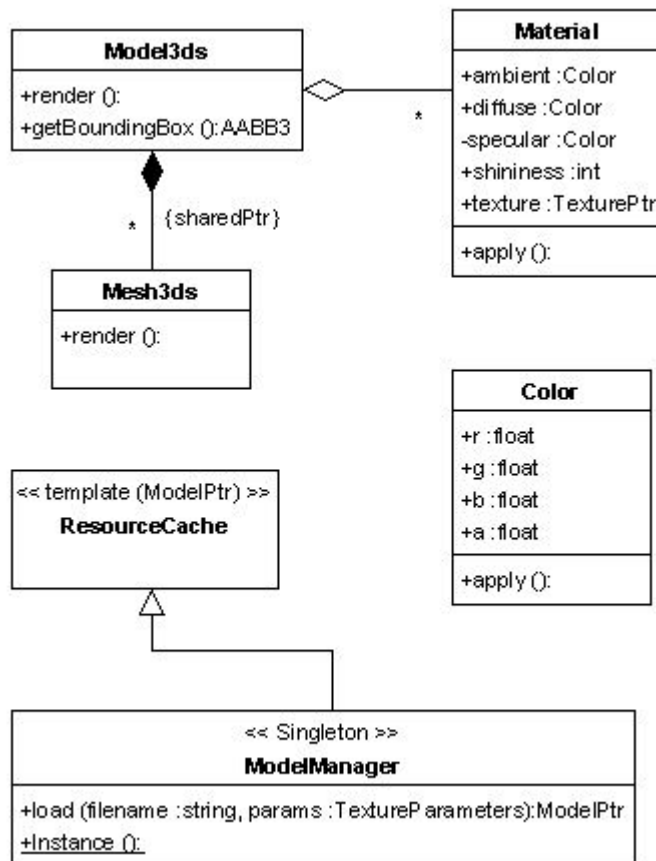 Model3ds
+render ():
+getBoundingBox ():AABB3
*
Material
+ambient :Color
+diffuse :Color
-specular :Color
+shininess :int
+texture :TexturePtr
+apply ():
*
{sharedPtr}
Mesh3ds
+render ():
Color
+r :float
+g :float
+b :float
+a :float
+apply ():
<< template (ModelPtr) >>
ResourceCache
<< Singleton >>
ModelManager
+load (filename :string, params :TextureParameters):ModelPtr
+Instance ():